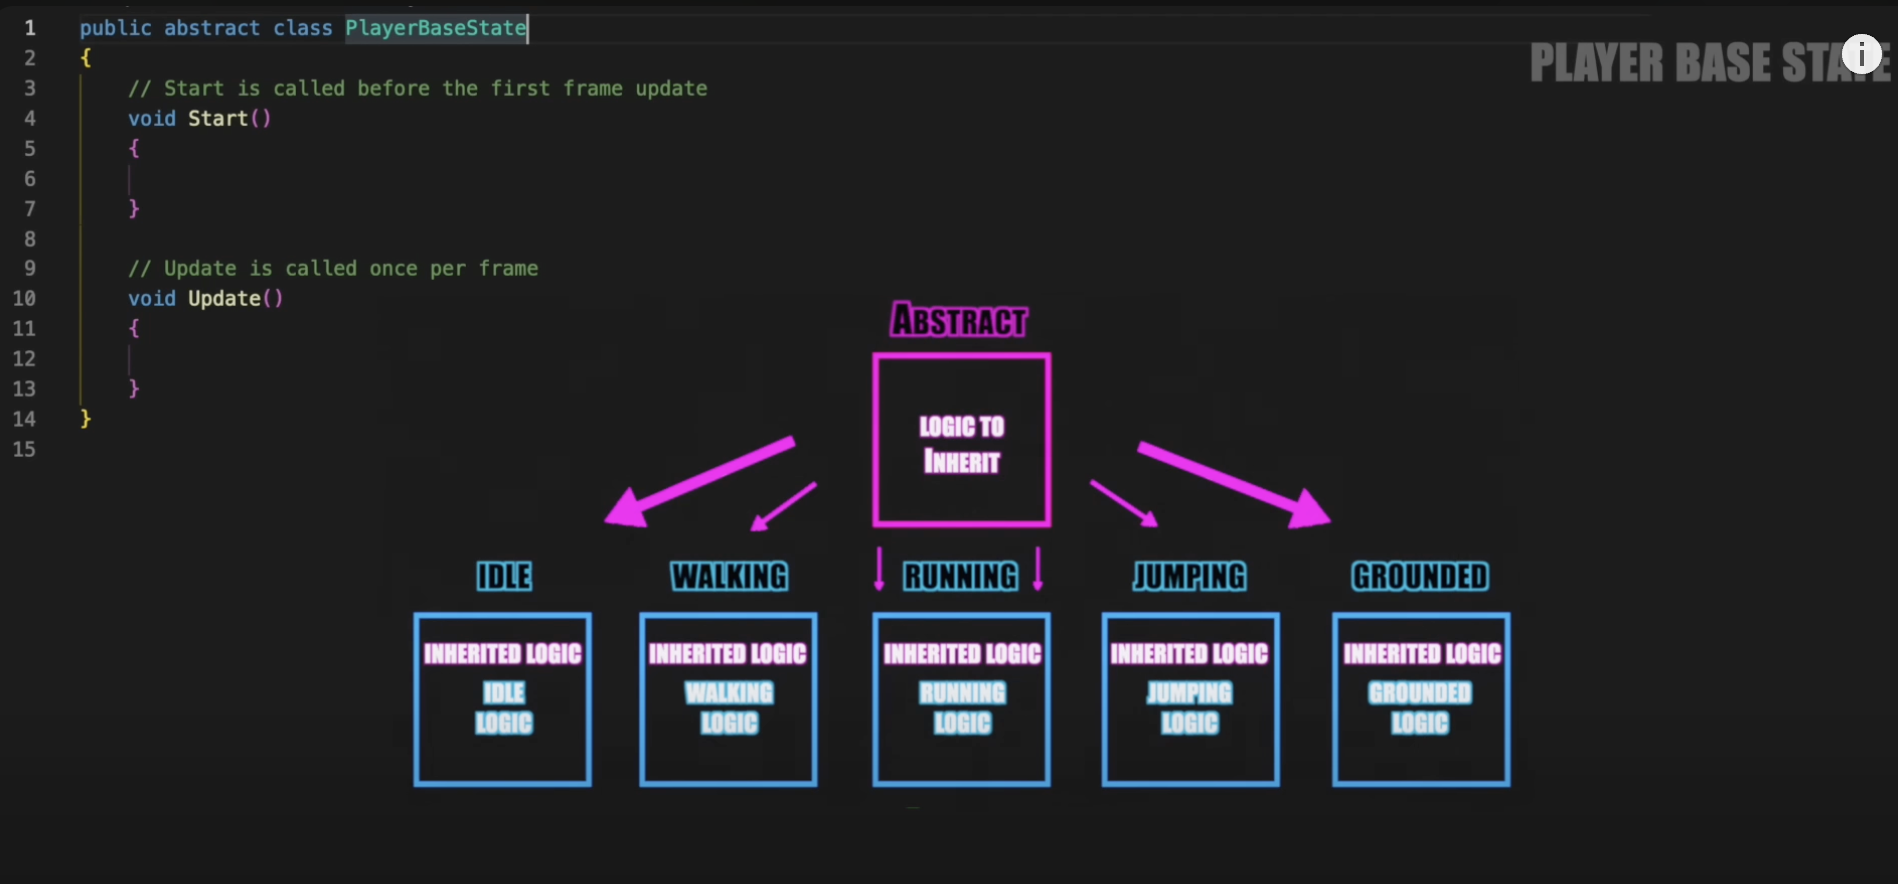 1 public abstract class PlayerBaseState
2 {
3 // Start is called before the first frame update
4 void Start()
5 {
6
7 }
8
9 // Update is called once per frame
10 void Update()
11 {
12
13 }
14 }
15
PLAYER BASE STATE
i
ABSTRACT
LOGIC TO
INHERIT
IDLE WALKING RUNNING JUMPING GROUNDED
INHERITED LOGIC INHERITED LOGIC INHERITED LOGIC INHERITED LOGIC INHERITED LOGIC
IDLE WALKING RUNNING JUMPING GROUNDED
LOGIC LOGIC LOGIC LOGIC LOGIC